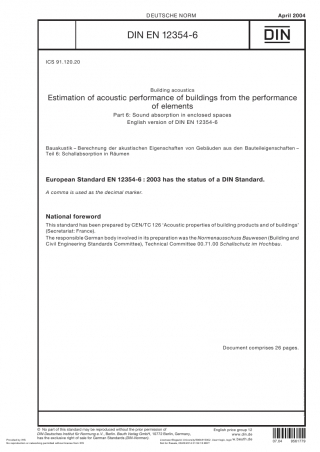 DEUTSCHE NORM
April 2004
DIN EN 12354-6
DIN
ICS 91.120.20
Building acoustics
Estimation of acoustic performance of buildings from the performance
of elements
Part 6: Sound absorption in enclosed spaces
English version of DIN EN 12354-6
Bauakustik – Berechnung der akustischen Eigenschaften von Gebäuden aus den Bauteileigenschaften –
Teil 6: Schallabsorption in Räumen
European Standard EN 12354-6 : 2003 has the status of a DIN Standard.
A comma is used as the decimal marker.
National foreword
This standard has been prepared by CEN/TC 126 ‘Acoustic properties of building products and of buildings’
(Secretariat: France).
The responsible German body involved in its preparation was the Normenausschuss Bauwesen (Building and
Civil Engineering Standards Committee), Technical Committee 00.71.00 Schallschutz im Hochbau.
Document comprises 26 pages.
© No part of this standard may be reproduced without the prior permission of
DIN Deutsches Institut für Normung e.V., Berlin. Beuth Verlag GmbH, 10772 Berlin, Germany,
has the exclusive right of sale for German Standards (DIN-Normen).
English price group 12
www.din.de
www.beuth.de
07.04